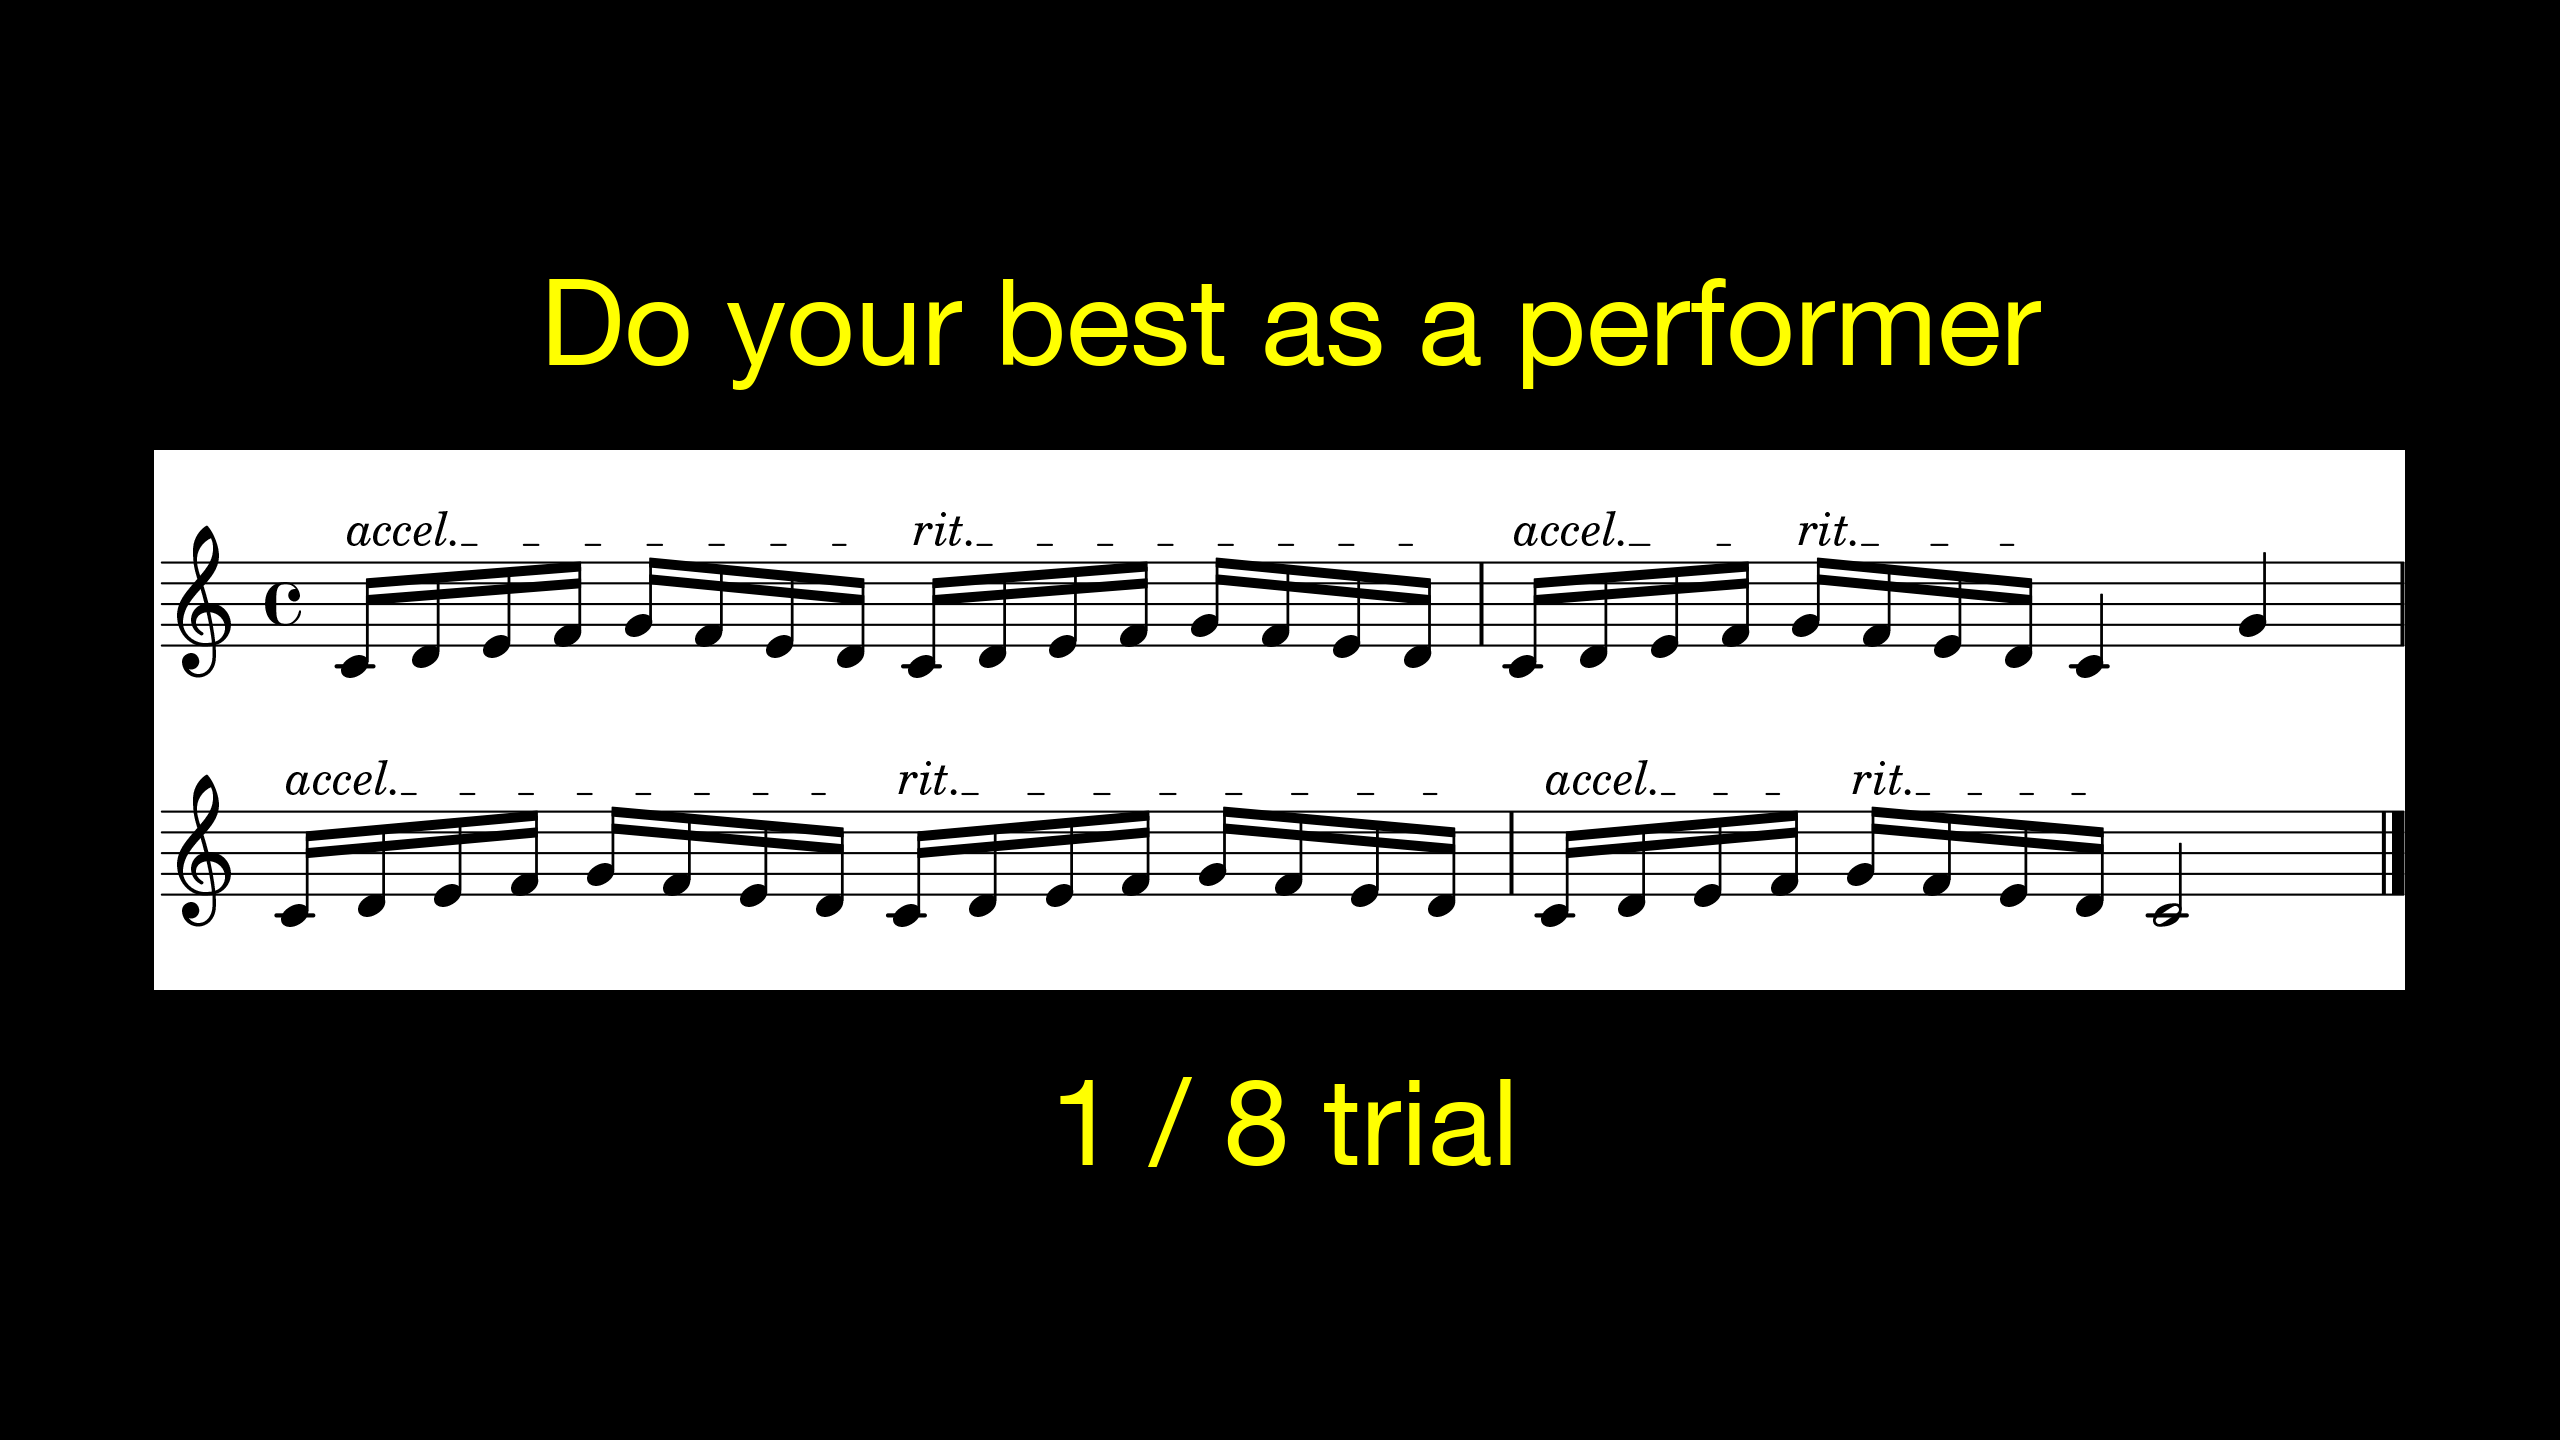 Do your best as a performer
accel. rit. accel. rit.
accel. rit. accel. rit.
1 / 8 trial